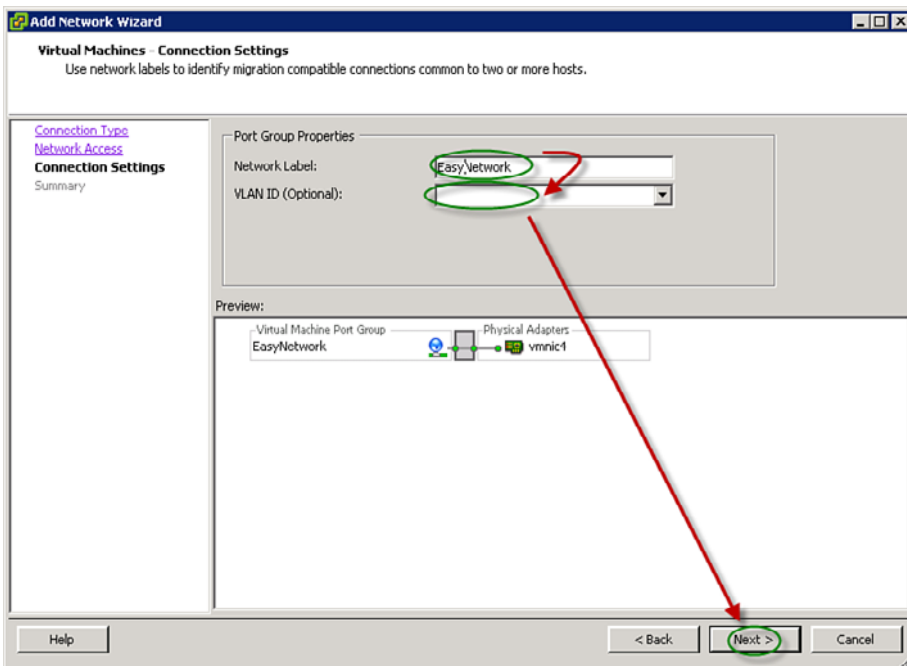 Add Network Wizard
Virtual Machines - Connection Settings
Use network labels to identify migration compatible connections common to two or more hosts.
Connection Type
Network Access
Connection Settings
Summary
Port Group Properties
Network Label:
EasyNetwork
VLAN ID (Optional):
Preview:
Virtual Machine Port Group
EasyNetwork
Physical Adapters
vmnic1
Help
< Back
Next >
Cancel